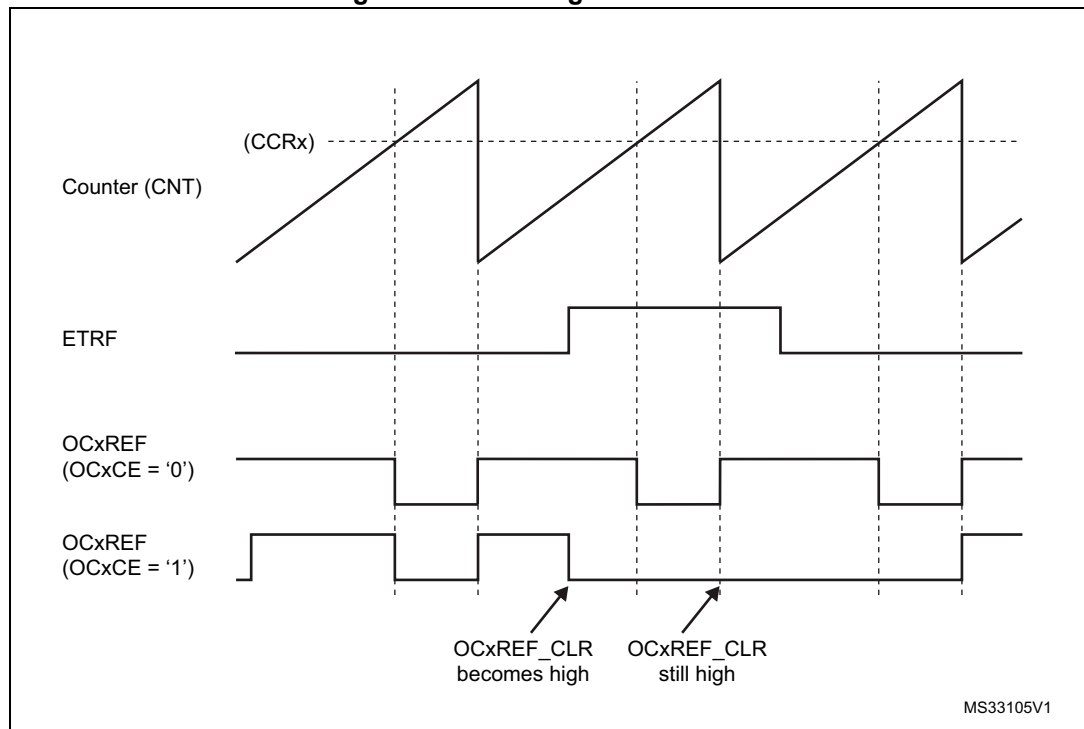 (CCRx)
Counter (CNT)
ETRF
OCxREF
(OCxCE = ‘0’)
OCxREF
(OCxCE = ‘1’)
OCxREF_CLR
becomes high
OCxREF_CLR
still high
MS33105V1